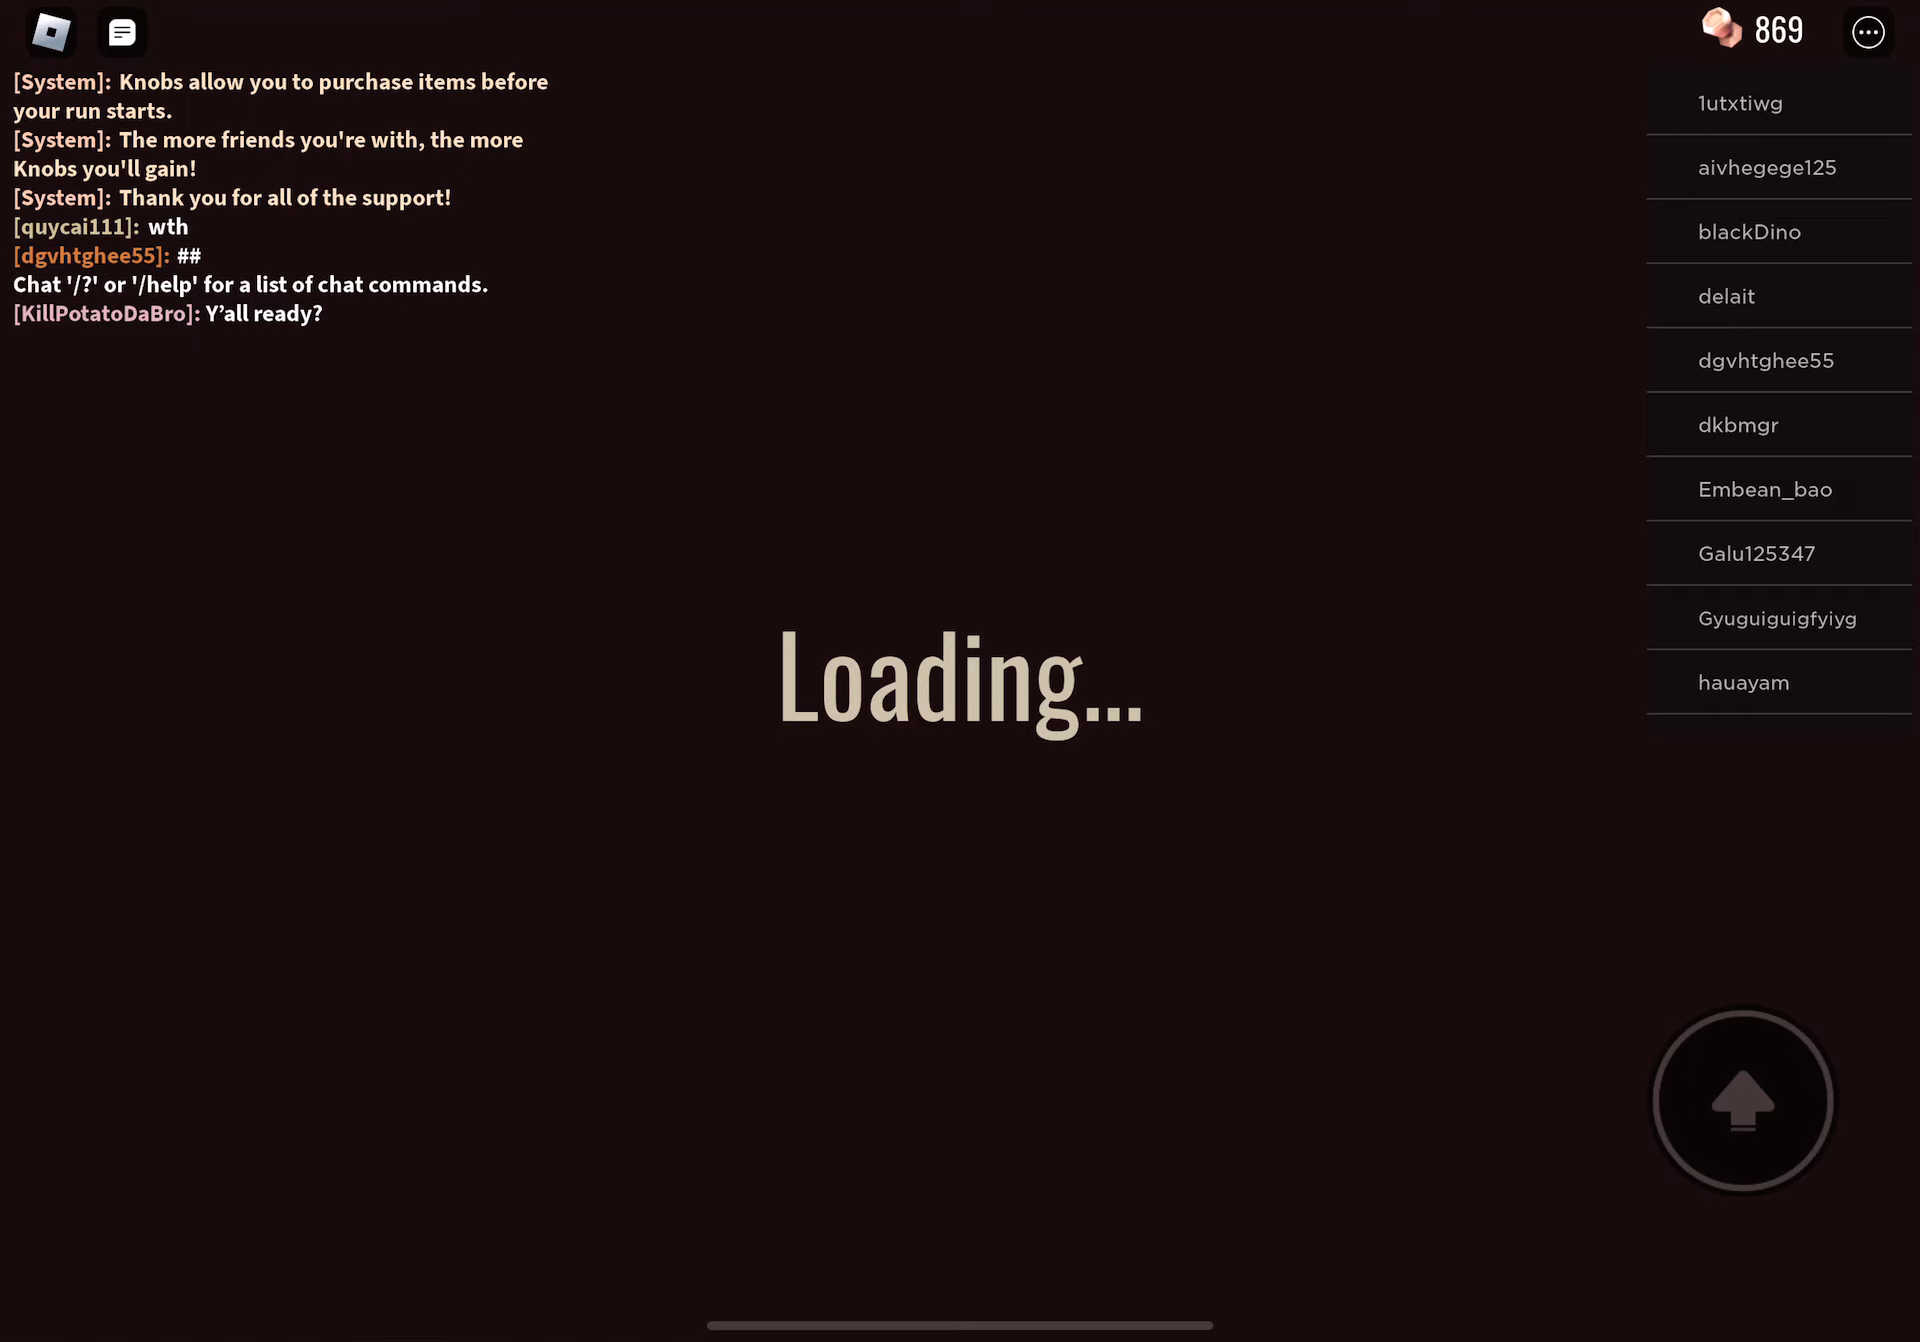 869
[System]: Knobs allow you to purchase items before
your run starts.
[System]: The more friends you're with, the more
Knobs you'll gain!
[System]: Thank you for all of the support!
[quycai111]: wth
[dgvhtghee55]: ##
Chat '/?' or '/help' for a list of chat commands.
[KillPotatoDaBro]: Y’all ready?
1utxtiwg
aivhegege125
blackDino
delait
dgvhtghee55
dkbmgr
Embean_bao
Galu125347
Gyuguiguigfyiyg
hauayam
Loading...